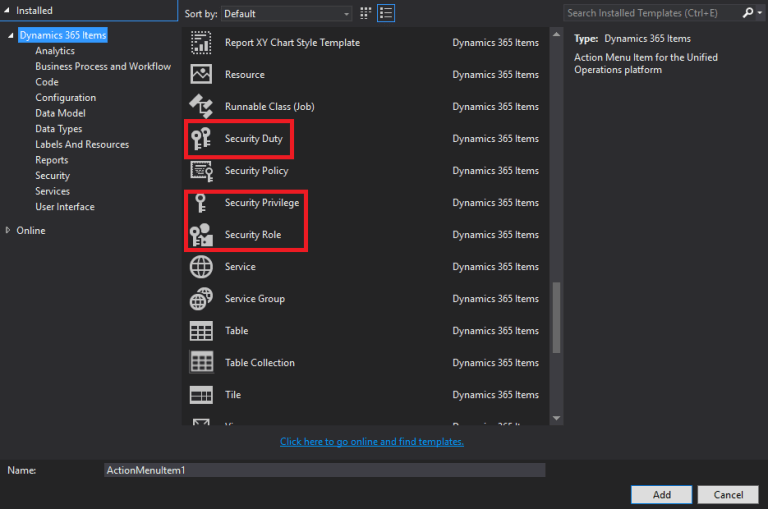 Installed
Sort by: Default
Search Installed Templates (Ctrl+E)
Dynamics 365 Items
Analytics
Business Process and Workflow
Code
Configuration
Data Model
Data Types
Labels And Resources
Reports
Security
Services
User Interface
Online
Report XY Chart Style Template Dynamics 365 Items
Resource Dynamics 365 Items
Runnable Class (Job) Dynamics 365 Items
Security Duty Dynamics 365 Items
Security Policy Dynamics 365 Items
Security Privilege Dynamics 365 Items
Security Role Dynamics 365 Items
Service Dynamics 365 Items
Service Group Dynamics 365 Items
Table Dynamics 365 Items
Table Collection Dynamics 365 Items
Tile Dynamics 365 Items
Dynamics 365 Items
Type: Dynamics 365 Items
Action Menu Item for the Unified
Operations platform
Click here to go online and find templates.
Name: ActionMenuItem1
Add Cancel